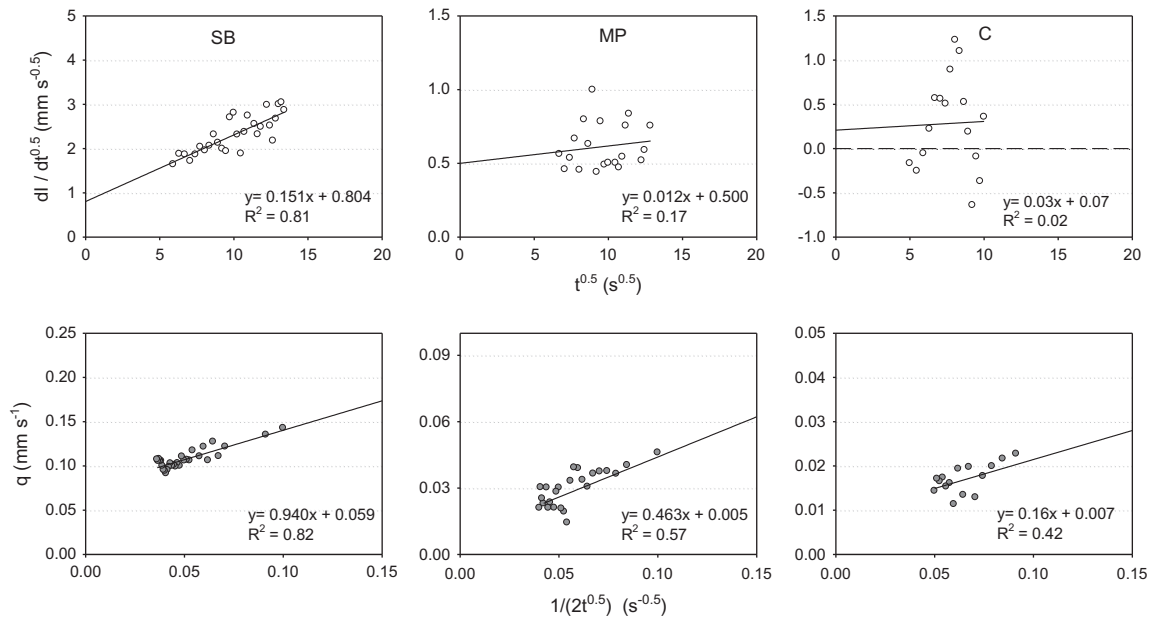 SB
MP
C
dI / dt^0.5 (mm s^-0.5)
5
4
3
2
1
0
1.5
1.0
0.5
0.0
1.5
1.0
0.5
0.0
-0.5
-1.0
y= 0.151x + 0.804
R² = 0.81
y= 0.012x + 0.500
R² = 0.17
y= 0.03x + 0.07
R² = 0.02
0 5 10 15 20
0 5 10 15 20
0 5 10 15 20
t^0.5 (s^0.5)
q (mm s^-1)
0.25
0.20
0.15
0.10
0.05
0.00
0.09
0.06
0.03
0.00
0.05
0.04
0.03
0.02
0.01
0.00
y= 0.940x + 0.059
R² = 0.82
y= 0.463x + 0.005
R² = 0.57
y= 0.16x + 0.007
R² = 0.42
0.00 0.05 0.10 0.15
0.00 0.05 0.10 0.15
0.00 0.05 0.10 0.15
1/(2t^0.5) (s^-0.5)